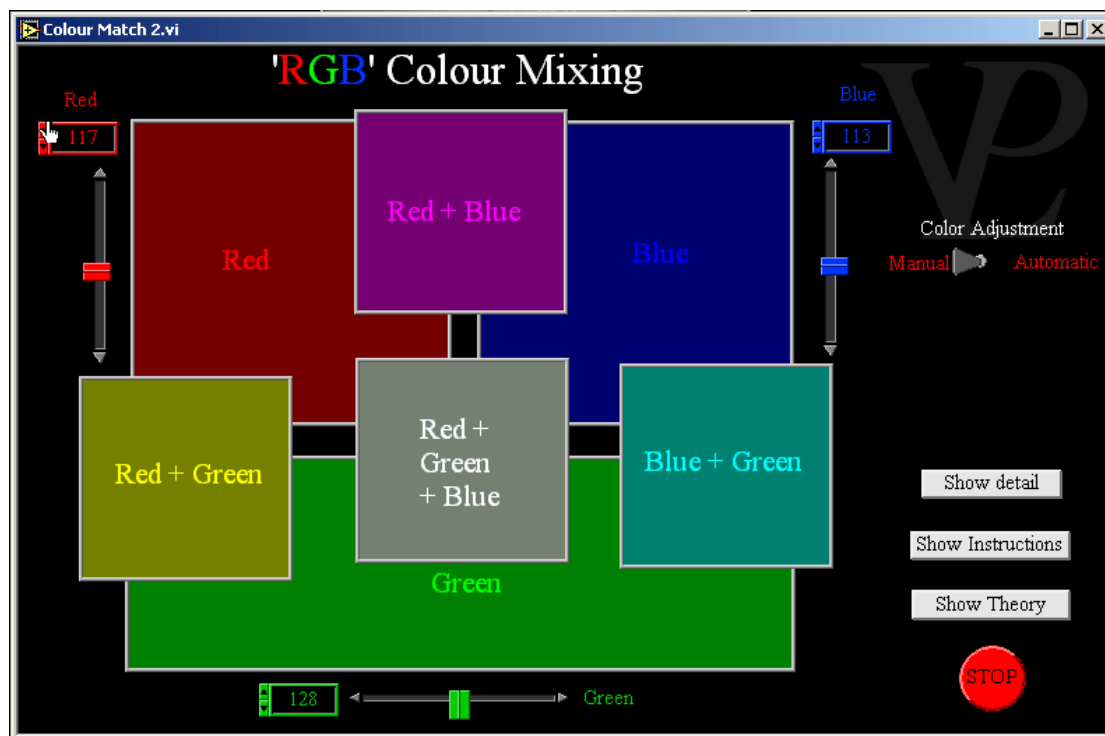 Colour Match 2.vi
'RGB' Colour Mixing
Red
117
Blue
113
Red + Blue
Red
Blue
Color Adjustment
Manual
Automatic
Red + Green
Red +
Green
+ Blue
Blue + Green
Green
Show detail
Show Instructions
Show Theory
STOP
128
Green
VPL